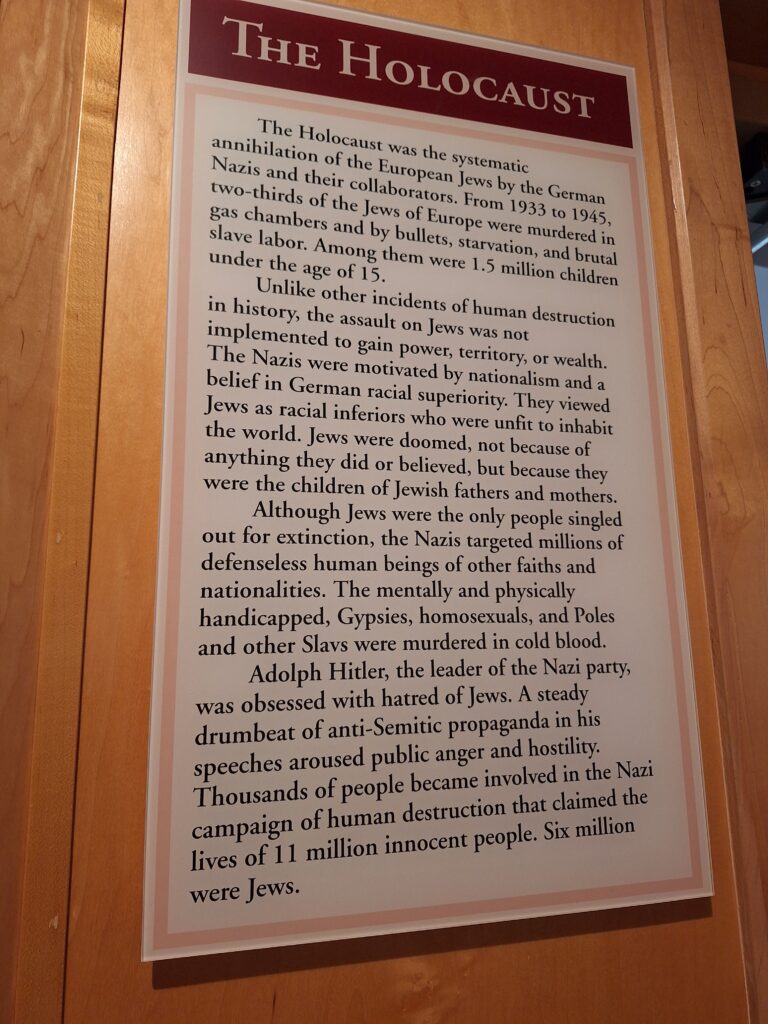 THE HOLOCAUST
The Holocaust was the systematic
annihilation of the European Jews by the German
Nazis and their collaborators. From 1933 to 1945,
two-thirds of the Jews of Europe were murdered in
gas chambers and by bullets, starvation, and brutal
slave labor. Among them were 1.5 million children
under the age of 15.
Unlike other incidents of human destruction
in history, the assault on Jews was not
implemented to gain power, territory, or wealth.
The Nazis were motivated by nationalism and a
belief in German racial superiority. They viewed
Jews as racial inferiors who were unfit to inhabit
the world. Jews were doomed, not because of
anything they did or believed, but because they
were the children of Jewish fathers and mothers.
Although Jews were the only people singled
out for extinction, the Nazis targeted millions of
defenseless human beings of other faiths and
nationalities. The mentally and physically
handicapped, Gypsies, homosexuals, and Poles
and other Slavs were murdered in cold blood.
Adolph Hitler, the leader of the Nazi party,
was obsessed with hatred of Jews. A steady
drumbeat of anti-Semitic propaganda in his
speeches aroused public anger and hostility.
Thousands of people became involved in the Nazi
campaign of human destruction that claimed the
lives of 11 million innocent people. Six million
were Jews.